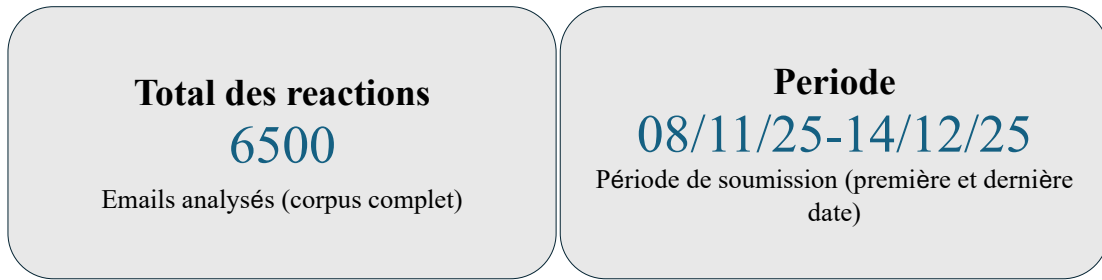 Total des reactions
6500
Emails analysés (corpus complet)
Periode
08/11/25-14/12/25
Période de soumission (première et dernière
date)